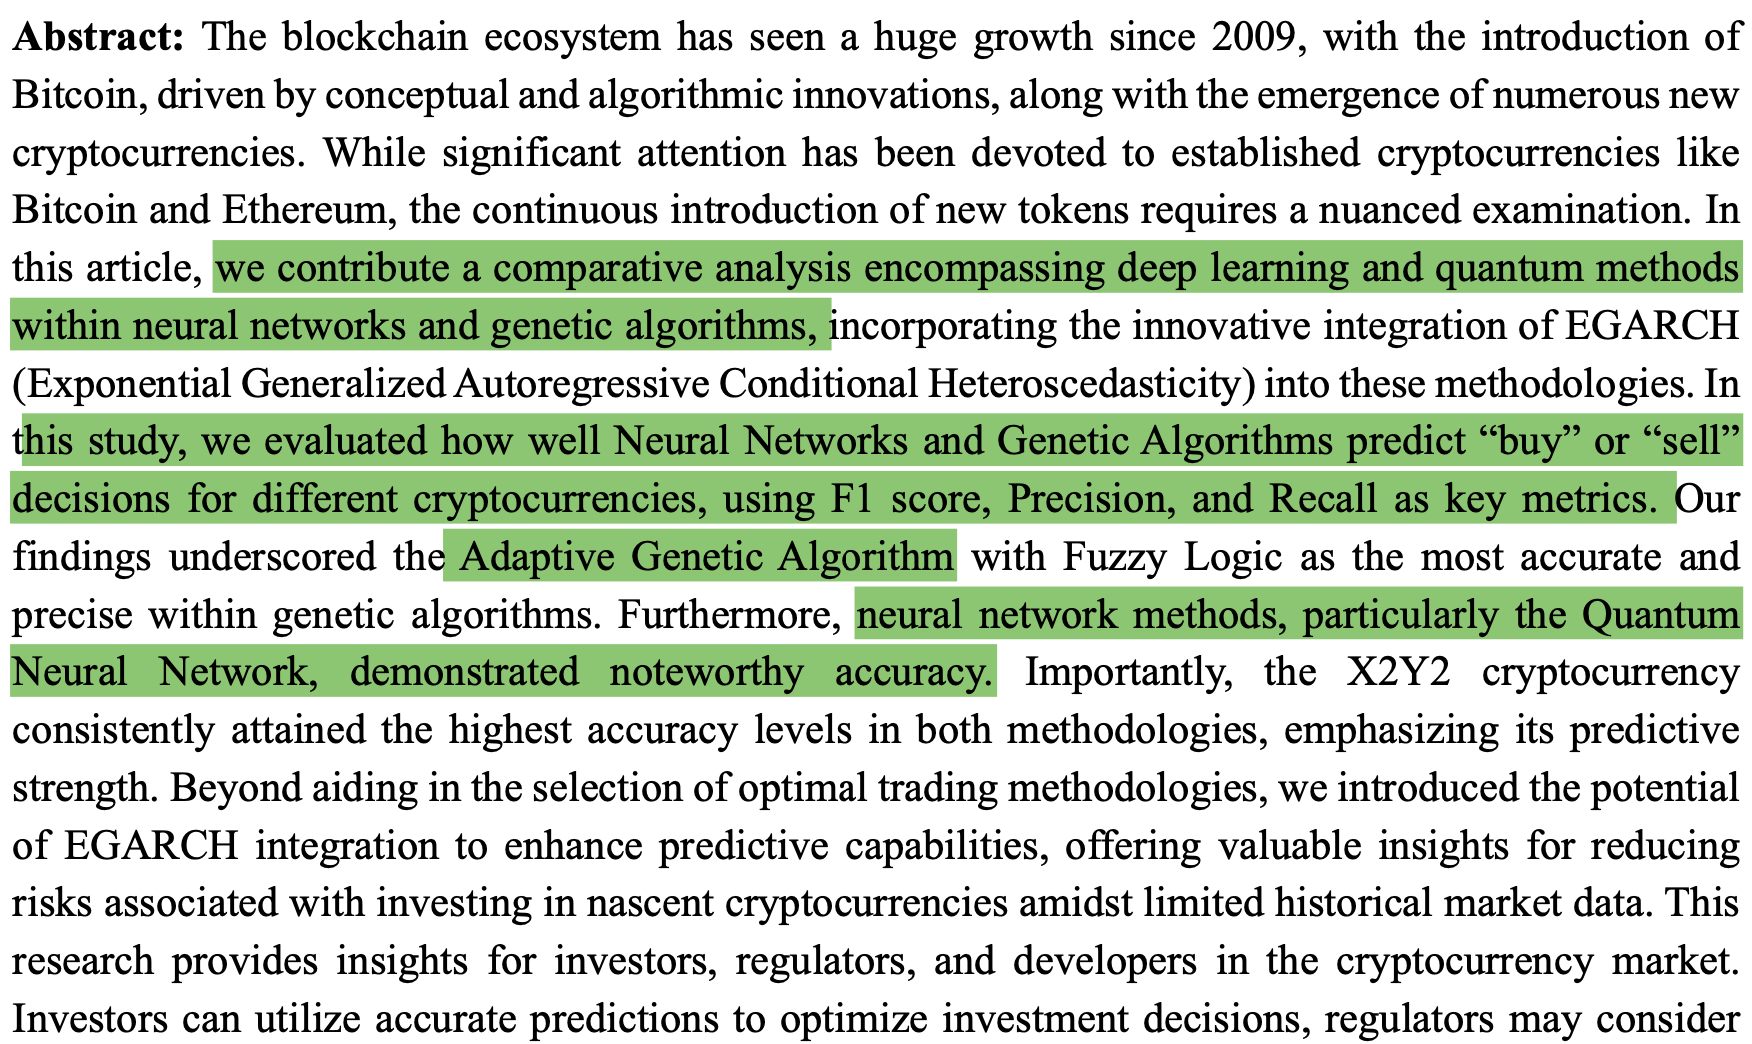 Abstract: The blockchain ecosystem has seen a huge growth since 2009, with the introduction of
Bitcoin, driven by conceptual and algorithmic innovations, along with the emergence of numerous new
cryptocurrencies. While significant attention has been devoted to established cryptocurrencies like
Bitcoin and Ethereum, the continuous introduction of new tokens requires a nuanced examination. In
this article, we contribute a comparative analysis encompassing deep learning and quantum methods
within neural networks and genetic algorithms, incorporating the innovative integration of EGARCH
(Exponential Generalized Autoregressive Conditional Heteroscedasticity) into these methodologies. In
this study, we evaluated how well Neural Networks and Genetic Algorithms predict “buy” or “sell”
decisions for different cryptocurrencies, using F1 score, Precision, and Recall as key metrics. Our
findings underscored the Adaptive Genetic Algorithm with Fuzzy Logic as the most accurate and
precise within genetic algorithms. Furthermore, neural network methods, particularly the Quantum
Neural Network, demonstrated noteworthy accuracy. Importantly, the X2Y2 cryptocurrency
consistently attained the highest accuracy levels in both methodologies, emphasizing its predictive
strength. Beyond aiding in the selection of optimal trading methodologies, we introduced the potential
of EGARCH integration to enhance predictive capabilities, offering valuable insights for reducing
risks associated with investing in nascent cryptocurrencies amidst limited historical market data. This
research provides insights for investors, regulators, and developers in the cryptocurrency market.
Investors can utilize accurate predictions to optimize investment decisions, regulators may consider